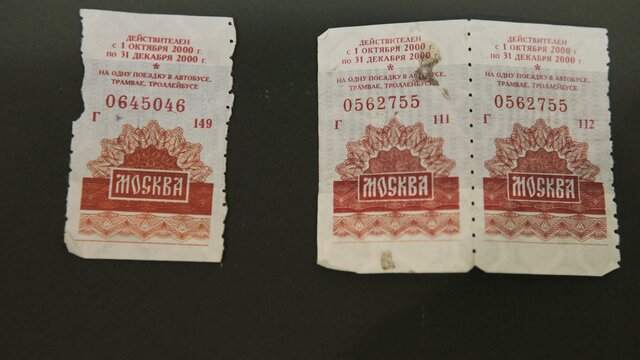 ДЕЙСТВИТЕЛЕН
с 1 ОКТЯБРЯ 2000 г.
по 31 ДЕКАБРЯ 2000 г.
*
НА ОДНУ ПОЕЗДКУ В АВТОБУСЕ,
ТРАМВАЕ, ТРОЛЛЕЙБУСЕ
0645046
Г 149
МОСКВА
ДЕЙСТВИТЕЛЕН
с 1 ОКТЯБРЯ 2000 г.
по 31 ДЕКАБРЯ 2000 г.
*
НА ОДНУ ПОЕЗДКУ В АВТОБУСЕ,
ТРАМВАЕ, ТРОЛЛЕЙБУСЕ
0562755
Г 111
МОСКВА
ДЕЙСТВИТЕЛЕН
с 1 ОКТЯБРЯ 2000 г.
по 31 ДЕКАБРЯ 2000 г.
*
НА ОДНУ ПОЕЗДКУ В АВТОБУСЕ,
ТРАМВАЕ, ТРОЛЛЕЙБУСЕ
0562755
Г 112
МОСКВА